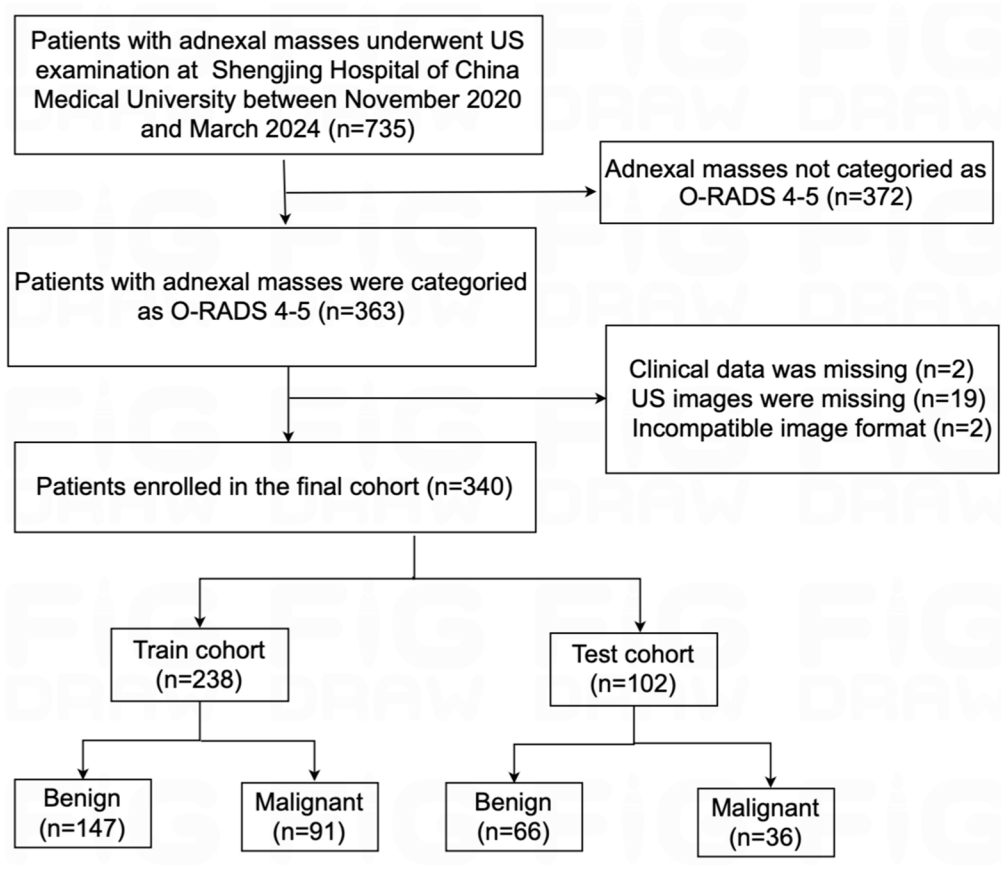 Patients with adnexal masses underwent US
examination at Shengjing Hospital of China
Medical University between November 2020
and March 2024 (n=735)
Adnexal masses not categoried as
O-RADS 4-5 (n=372)
Patients with adnexal masses were categoried
as O-RADS 4-5 (n=363)
Clinical data was missing (n=2)
US images were missing (n=19)
Incompatible image format (n=2)
Patients enrolled in the final cohort (n=340)
Train cohort
(n=238)
Test cohort
(n=102)
Benign
(n=147)
Malignant
(n=91)
Benign
(n=66)
Malignant
(n=36)
FIG
DRAW